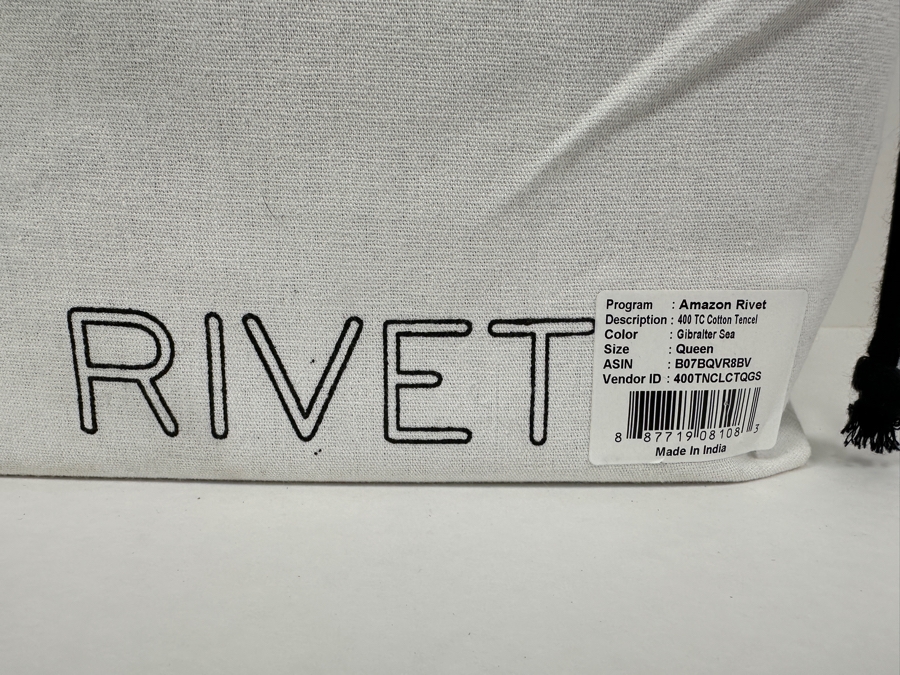 RIVET
Program : Amazon Rivet
Description : 400 TC Cotton Tencel
Color : Gibralter Sea
Size : Queen
ASIN : B07BQVR8BV
Vendor ID : 400TNCLCTQGS
8 87719 08108 3
Made In India